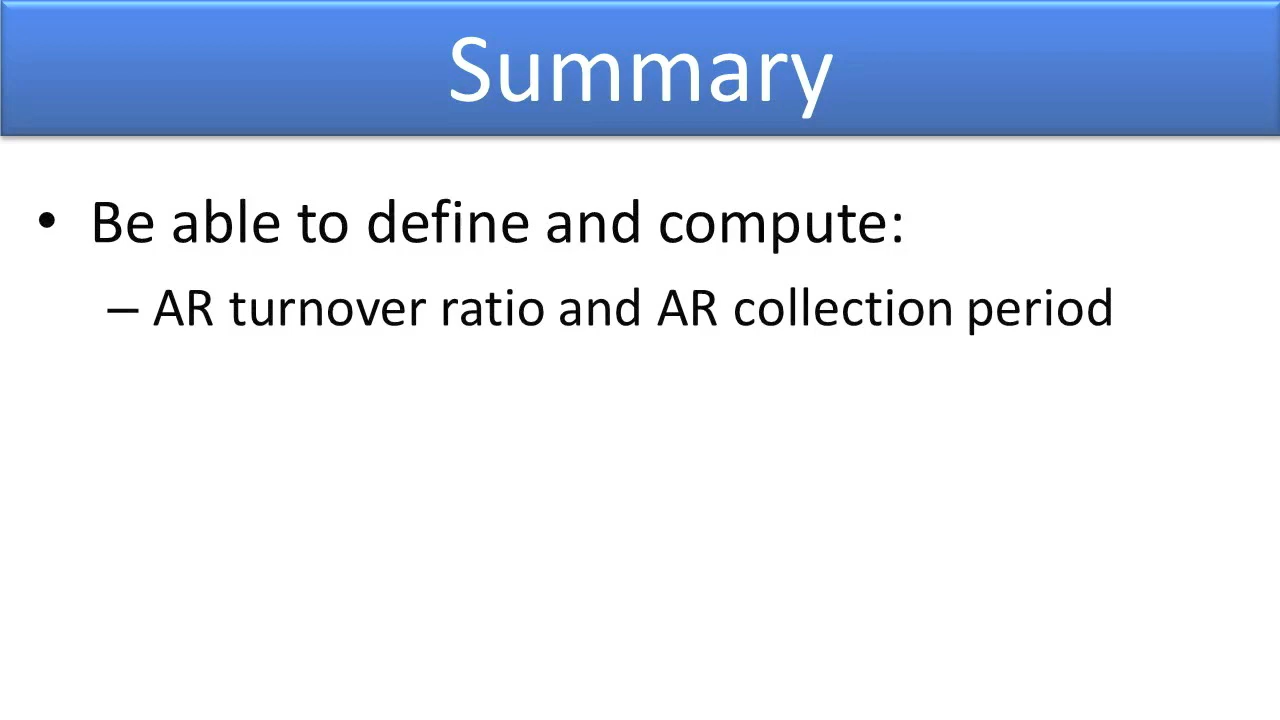 Summary
• Be able to define and compute:
– AR turnover ratio and AR collection period